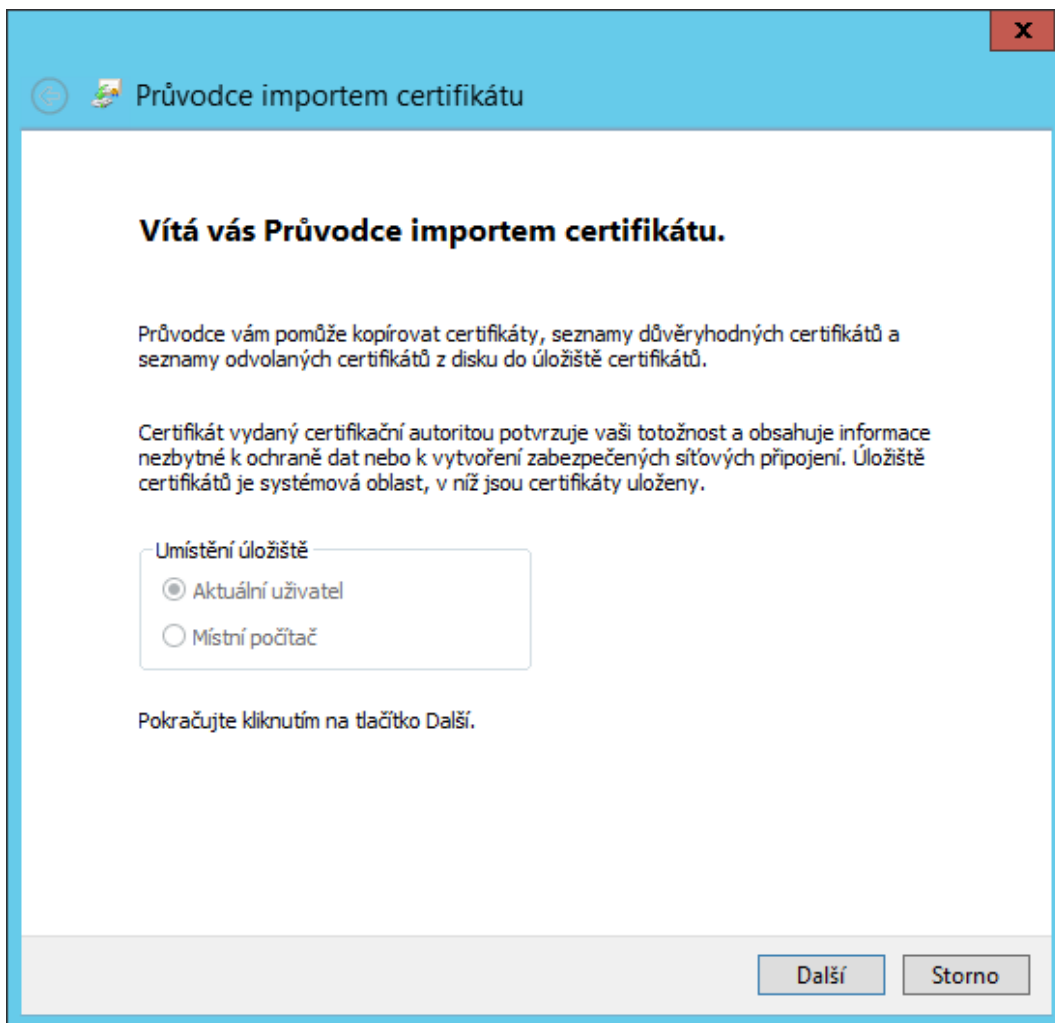 x
Průvodce importem certifikátu
Vítá vás Průvodce importem certifikátu.
Průvodce vám pomůže kopírovat certifikáty, seznamy důvěryhodných certifikátů a
seznamy odvolaných certifikátů z disku do úložiště certifikátů.
Certifikát vydaný certifikační autoritou potvrzuje vaši totožnost a obsahuje informace
nezbytné k ochraně dat nebo k vytvoření zabezpečených síťových připojení. Úložiště
certifikátů je systémová oblast, v níž jsou certifikáty uloženy.
Umístění úložiště
Aktuální uživatel
Místní počítač
Pokračujte kliknutím na tlačítko Další.
Další
Storno